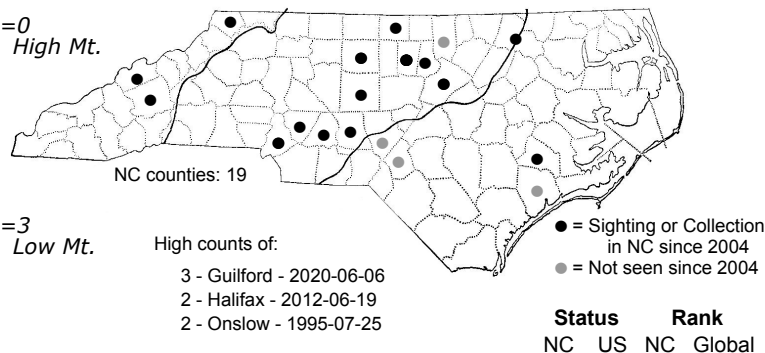 =0
High Mt.
NC counties: 19
=3
Low Mt.
High counts of:
3 - Guilford - 2020-06-06
2 - Halifax - 2012-06-19
2 - Onslow - 1995-07-25
= Sighting or Collection
in NC since 2004
= Not seen since 2004
Status Rank
NC US NC Global